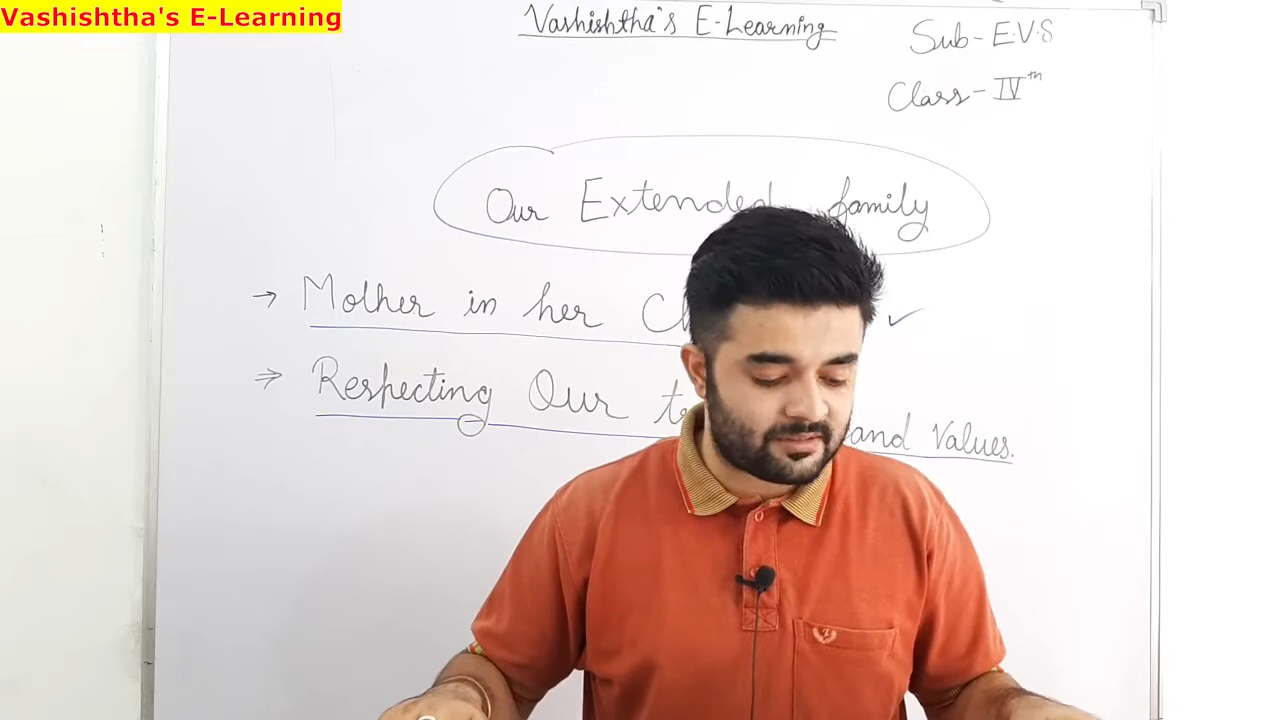 Vashishtha's E-Learning
Vashishtha's E-Learning
Sub- E.V.S
Class- IVth
Our Extended family
→ Mother in her
⇒ Respecting Our
and Values.